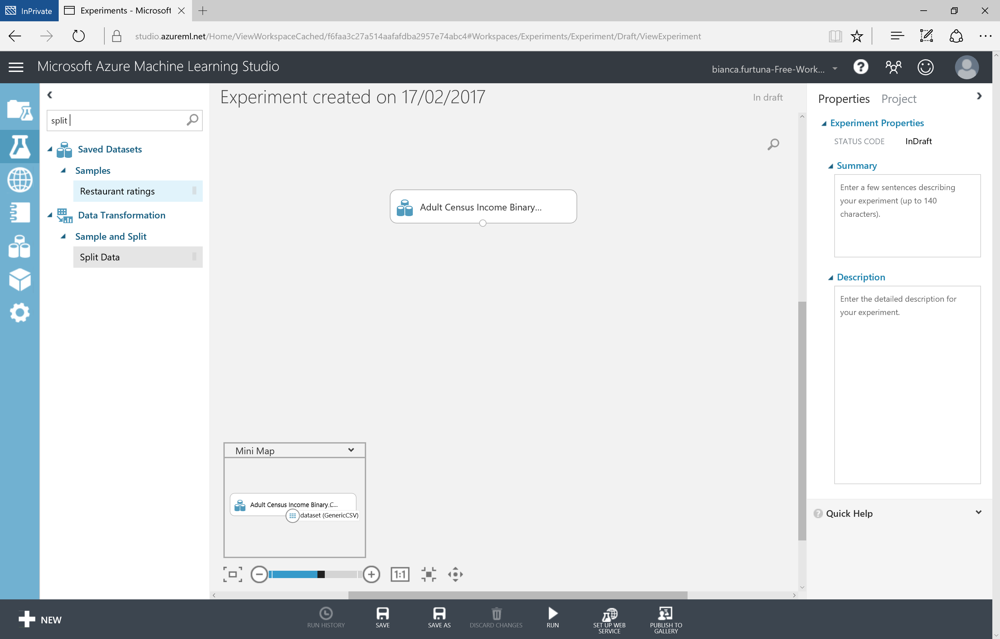 InPrivate
Experiments - Microsoft
studio.azureml.net/Home/ViewWorkspaceCached/f6faa3c27a514aafafdba2957e74abc4#Workspaces/Experiments/Experiment/Draft/ViewExperiment
Microsoft Azure Machine Learning Studio
bianca.furtuna-Free-Work...
split
Saved Datasets
Samples
Restaurant ratings
Data Transformation
Sample and Split
Split Data
Experiment created on 17/02/2017
In draft
Adult Census Income Binary...
Mini Map
Adult Census Income Binary C...
dataset (GenericCSV)
1:1
Properties
Project
Experiment Properties
STATUS CODE
InDraft
Summary
Enter a few sentences describing
your experiment (up to 140
characters).
Description
Enter the detailed description for
your experiment.
Quick Help
NEW
RUN HISTORY
SAVE
SAVE AS
DISCARD CHANGES
RUN
SET UP WEB
SERVICE
PUBLISH TO
GALLERY